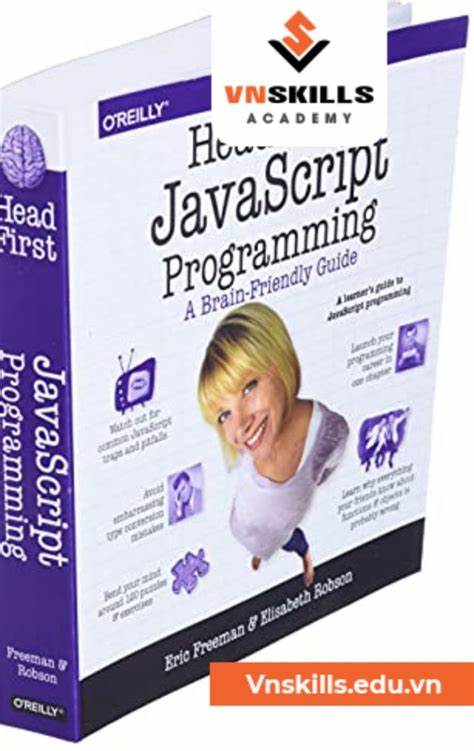 VNSKILLS
ACADEMY
O'REILLY®
Hea
JavaScript
Programming
A Brain-Friendly Guide
A learner's guide to
JavaScript programming
Launch your
programming
career in
one chapter
Watch out for
common JavaScript
traps and pitfalls
Avoid
embarrassing
type conversion
mistakes
Learn why everything
your friends know about
functions & objects is
probably wrong
Bend your mind
around 120 puzzles
& exercises
Eric Freeman & Elisabeth Robson
Head
First
JavaScript
Programming
Freeman &
Robson
O'REILLY®
Vnskills.edu.vn